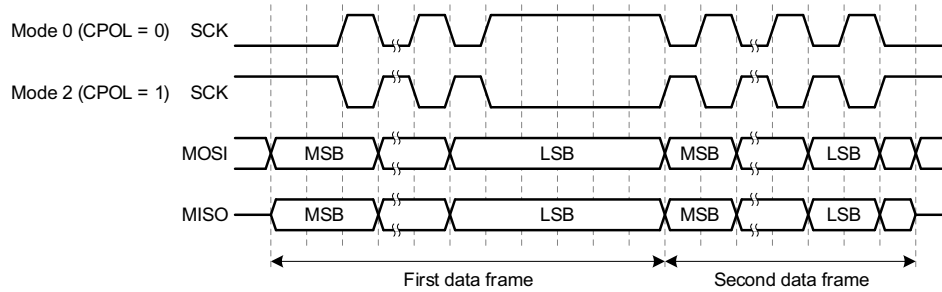 Mode 0 (CPOL = 0) SCK
Mode 2 (CPOL = 1) SCK
MOSI MSB LSB MSB LSB
MISO MSB LSB MSB LSB
First data frame Second data frame